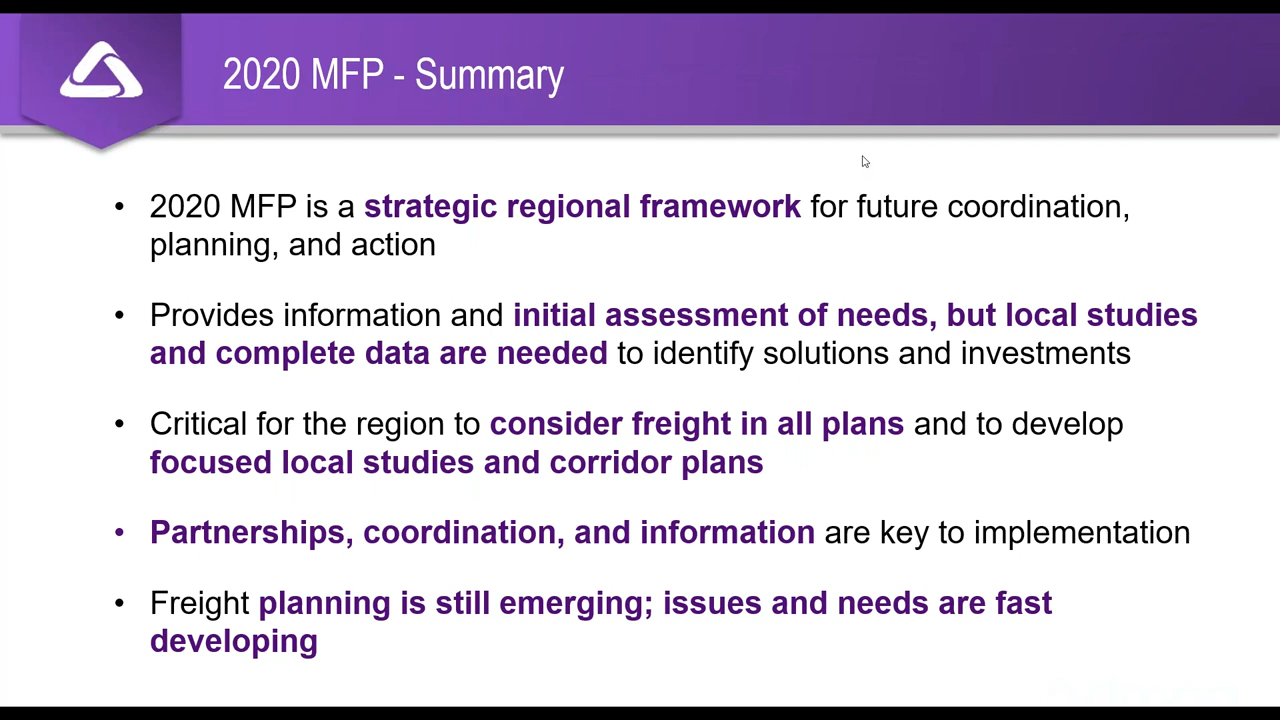 2020 MFP - Summary
• 2020 MFP is a strategic regional framework for future coordination,
planning, and action
• Provides information and initial assessment of needs, but local studies
and complete data are needed to identify solutions and investments
• Critical for the region to consider freight in all plans and to develop
focused local studies and corridor plans
• Partnerships, coordination, and information are key to implementation
• Freight planning is still emerging; issues and needs are fast
developing